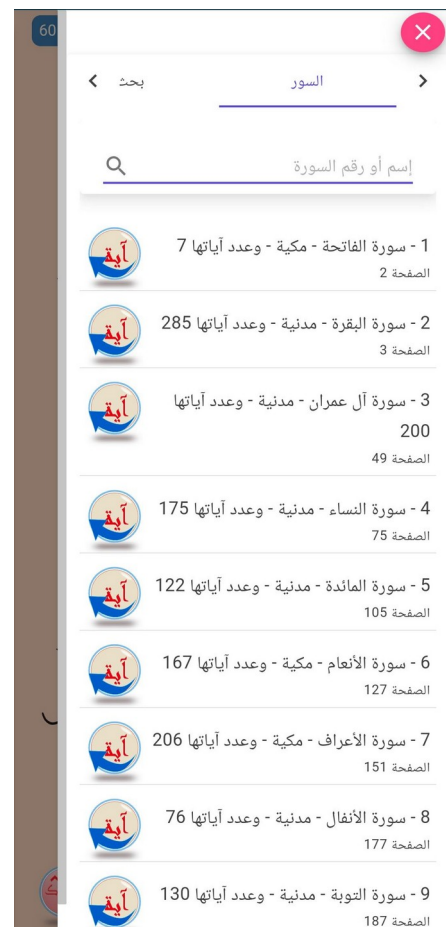 60
السور
بحث
إسم أو رقم السورة
1 - سورة الفاتحة - مكية - وعدد آياتها 7
الصفحة 2
آية
2 - سورة البقرة - مدنية - وعدد آياتها 285
الصفحة 3
آية
3 - سورة آل عمران - مدنية - وعدد آياتها
200
الصفحة 49
آية
4 - سورة النساء - مدنية - وعدد آياتها 175
الصفحة 75
آية
5 - سورة المائدة - مدنية - وعدد آياتها 122
الصفحة 105
آية
6 - سورة الأنعام - مكية - وعدد آياتها 167
الصفحة 127
آية
7 - سورة الأعراف - مكية - وعدد آياتها 206
الصفحة 151
آية
8 - سورة الأنفال - مدنية - وعدد آياتها 76
الصفحة 177
آية
9 - سورة التوبة - مدنية - وعدد آياتها 130
الصفحة 187
آية